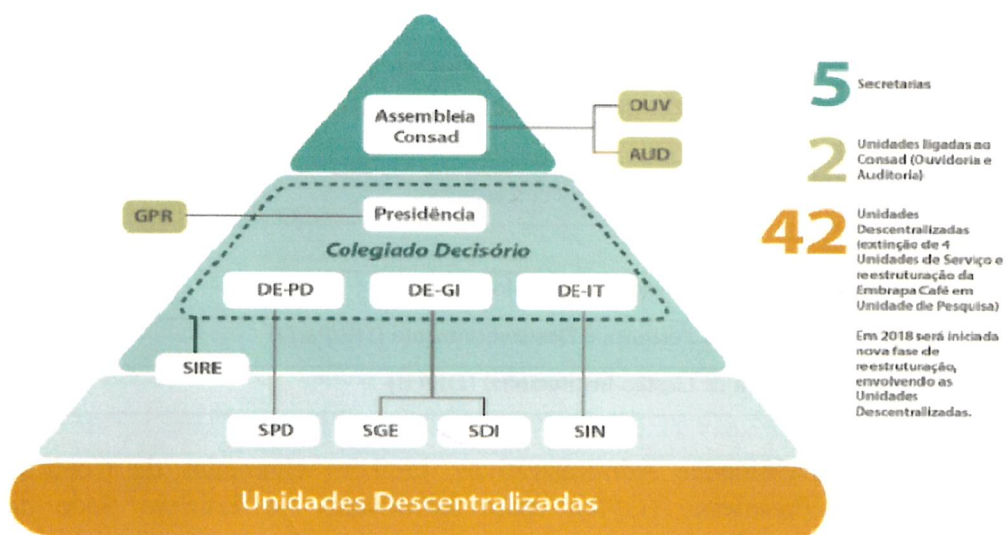 Assembleia
Consad
OUV
AUD
GPR
Presidência
Colegiado Decisório
DE-PD
DE-GI
DE-IT
SIRE
SPD
SGE
SDI
SIN
Unidades Descentralizadas
5
Secretarias
2
Unidades ligadas ao
Consad (Ouvidoria e
Auditoria)
42
Unidades
Descentralizadas
(extinção de 4
Unidades de Serviço e
reestruturação da
Embrapa Café em
Unidade de Pesquisa)
Em 2018 será iniciada
nova fase de
reestruturação,
envolvendo as
Unidades
Descentralizadas.